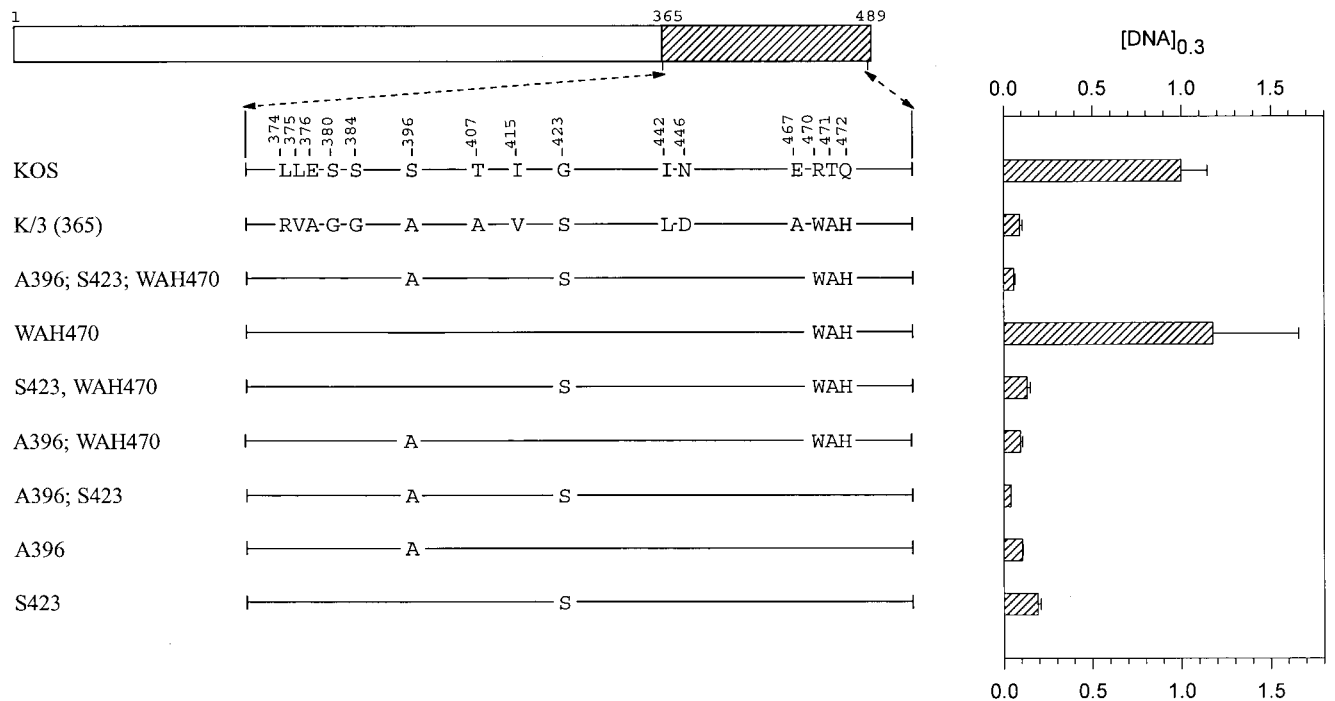 1 365 489
[DNA]0.3
0.0 0.5 1.0 1.5
374 375 376 380 384 396 407 415 423 442 446 467 470 471 472
KOS LLE-S-S S T I G I-N E-RTQ
K/3 (365) RVA-G-G A A V S L-D A-WAH
A396; S423; WAH470 A S WAH
WAH470 WAH
S423, WAH470 S WAH
A396; WAH470 A WAH
A396; S423 A S
A396 A
S423 S
0.0 0.5 1.0 1.5